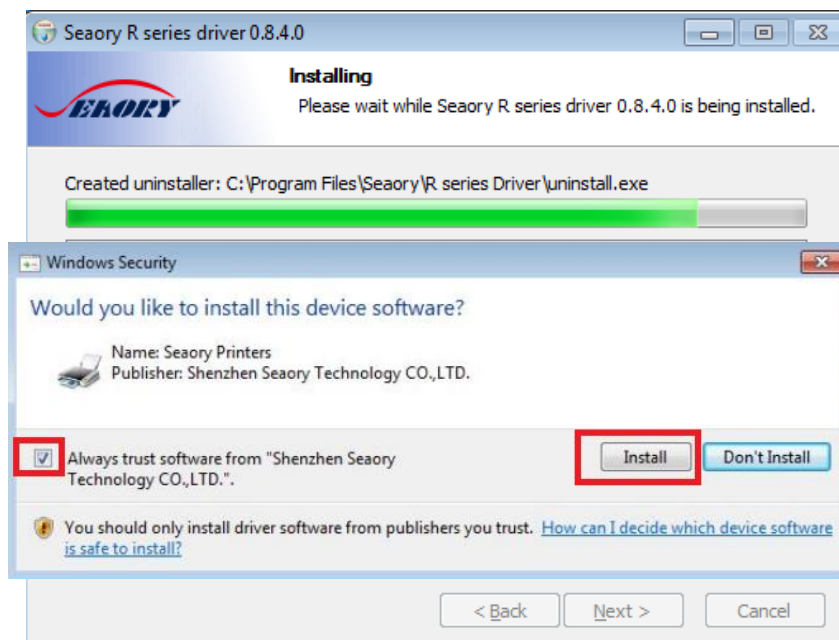 Seaory R series driver 0.8.4.0
SEAORY
Installing
Please wait while Seaory R series driver 0.8.4.0 is being installed.
Created uninstaller: C:\Program Files\Seaory\R series Driver\uninstall.exe
Windows Security
Would you like to install this device software?
Name: Seaory Printers
Publisher: Shenzhen Seaory Technology CO.,LTD.
Always trust software from "Shenzhen Seaory
Technology CO.,LTD.".
Install
Don't Install
You should only install driver software from publishers you trust. How can I decide which device software
is safe to install?
< Back
Next >
Cancel